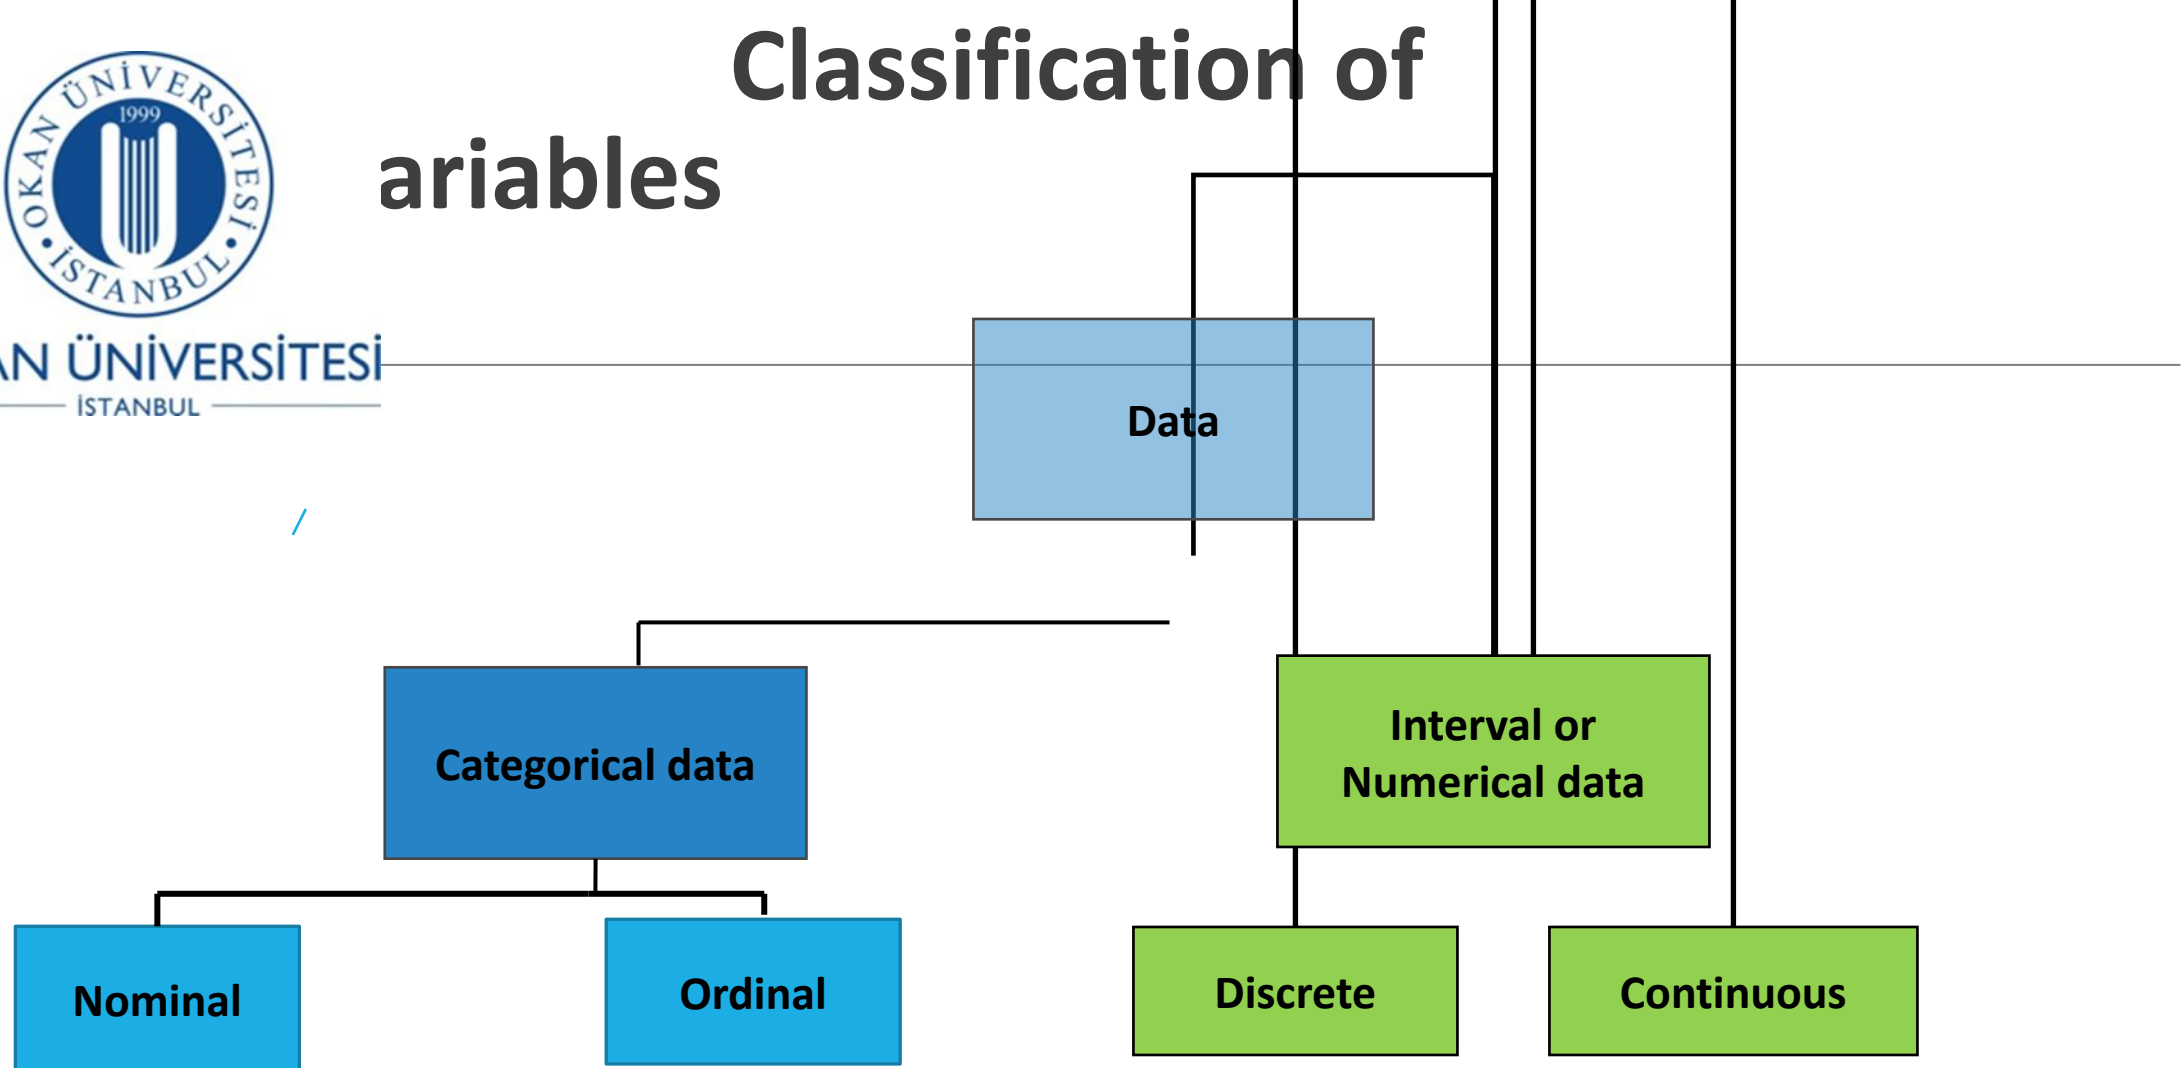 Classification of
ariables
OKAN ÜNİVERSİTESİ
1999
İSTANBUL
AN ÜNİVERSİTESİ
İSTANBUL
Data
/
Categorical data
Interval or
Numerical data
Nominal
Ordinal
Discrete
Continuous